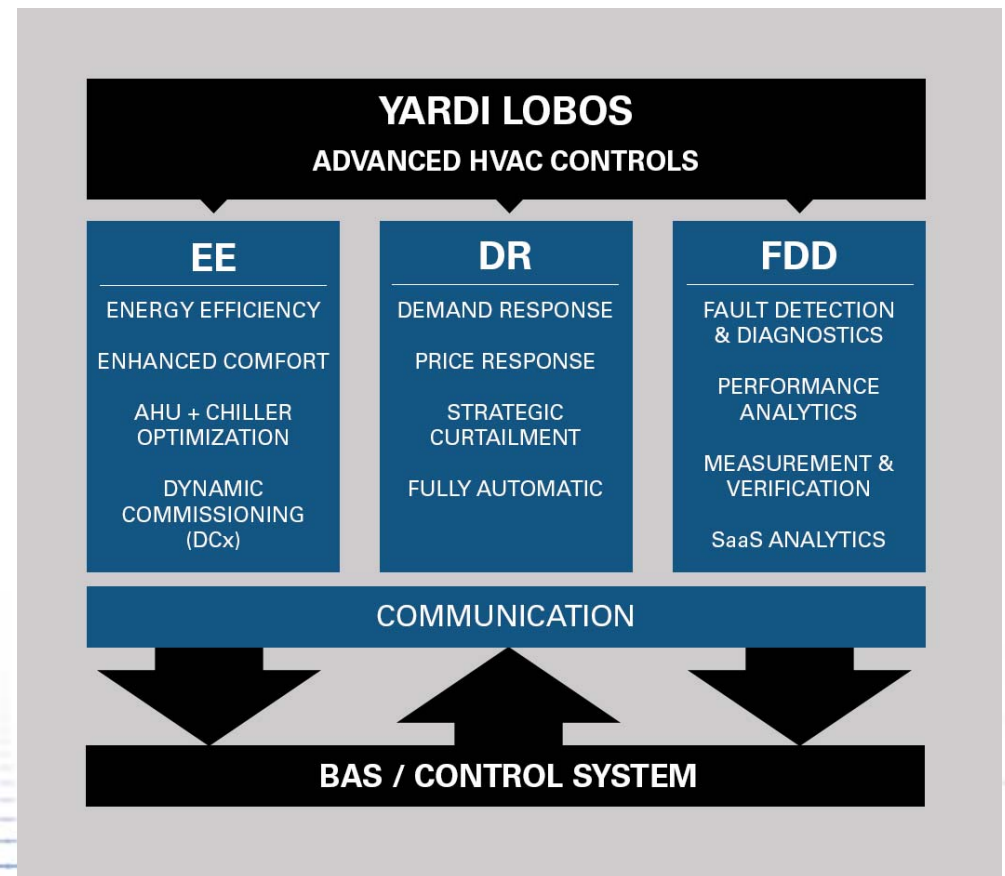 YARDI LOBOS
ADVANCED HVAC CONTROLS
EE
ENERGY EFFICIENCY
ENHANCED COMFORT
AHU + CHILLER
OPTIMIZATION
DYNAMIC
COMMISSIONING
(DCx)
DR
DEMAND RESPONSE
PRICE RESPONSE
STRATEGIC
CURTAILMENT
FULLY AUTOMATIC
FDD
FAULT DETECTION
& DIAGNOSTICS
PERFORMANCE
ANALYTICS
MEASUREMENT &
VERIFICATION
SaaS ANALYTICS
COMMUNICATION
BAS / CONTROL SYSTEM